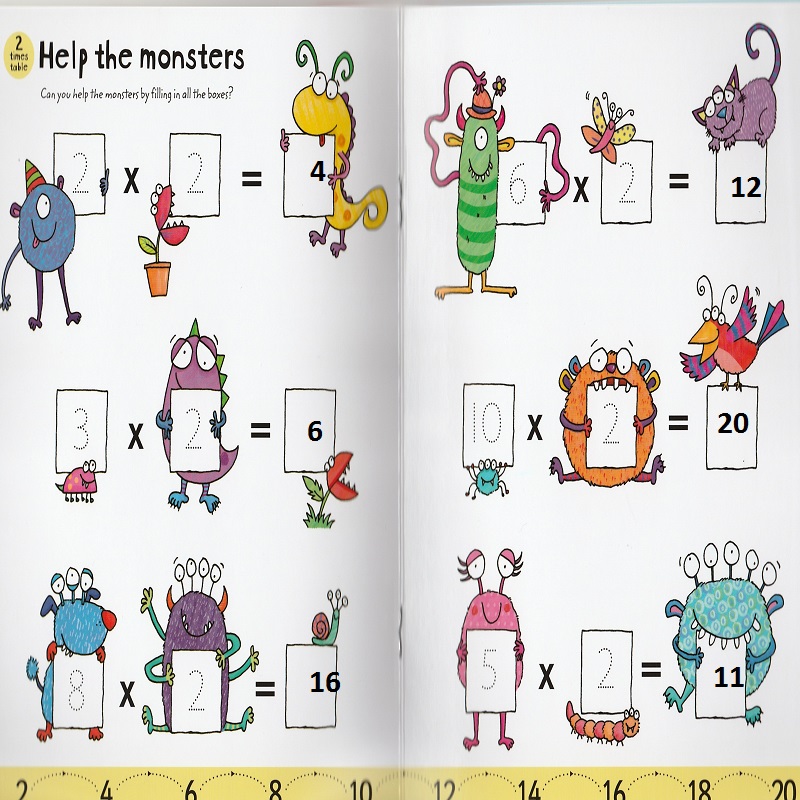 2
times
table
Help the monsters
Can you help the monsters by filling in all the boxes?
2 x 2 = 4
3 x 2 = 6
8 x 2 = 16
6 x 2 = 12
10 x 2 = 20
5 x 2 = 11
2 4 6 8 10 12 14 16 18 20